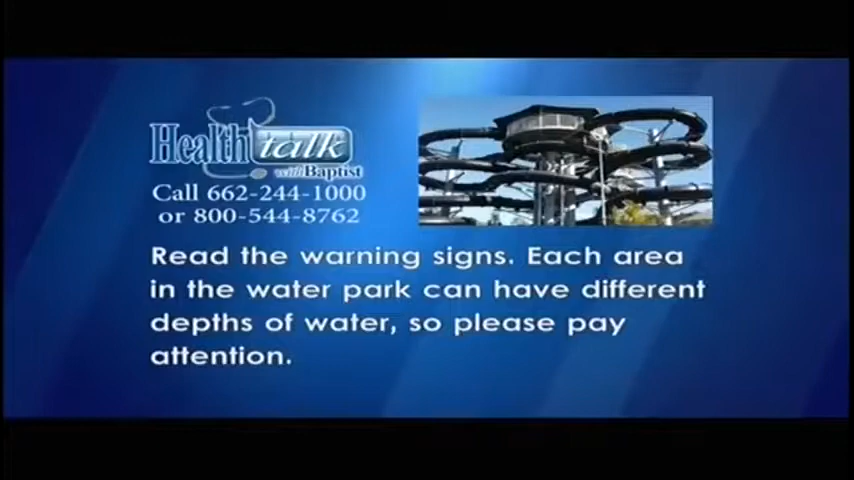 Health talk
with Baptist
Call 662-244-1000
or 800-544-8762
Read the warning signs. Each area
in the water park can have different
depths of water, so please pay
attention.